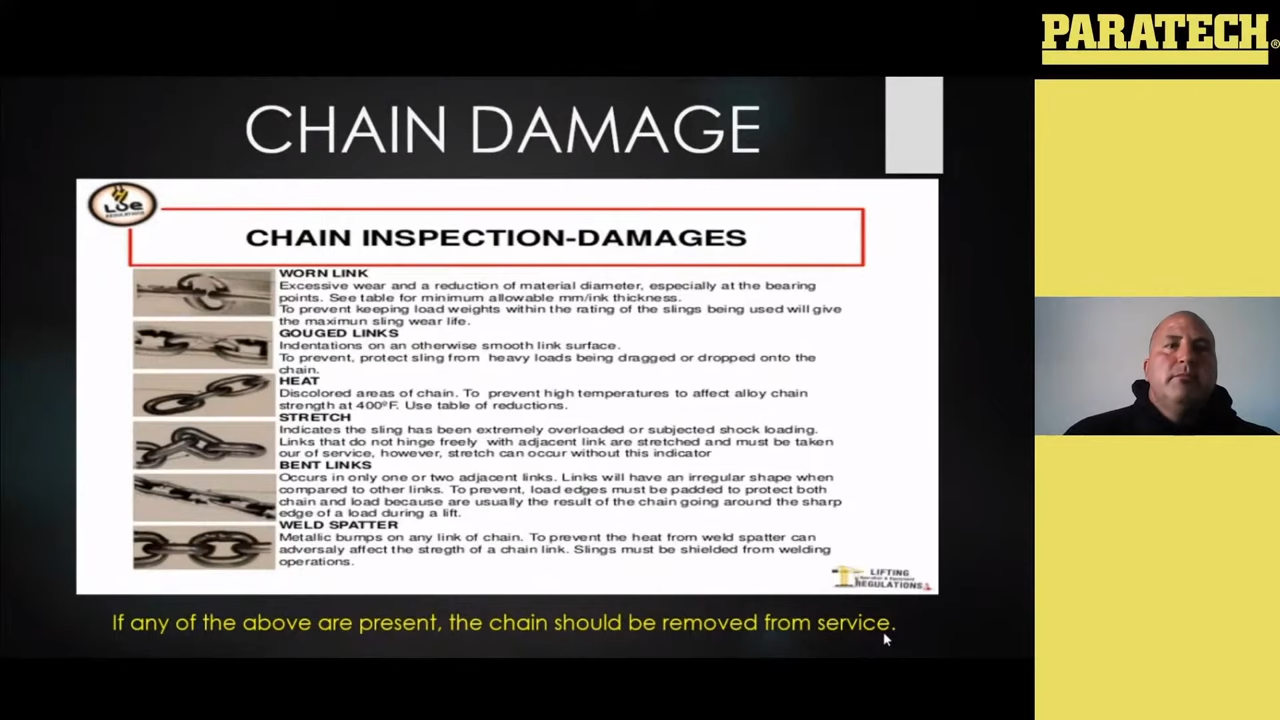 PARATECH®
CHAIN DAMAGE
LOe
REGULATIONS
CHAIN INSPECTION-DAMAGES
WORN LINK
Excessive wear and a reduction of material diameter, especially at the bearing
points. See table for minimum allowable mm/ink thickness.
To prevent keeping load weights within the rating of the slings being used will give
the maximun sling wear life.
GOUGED LINKS
Indentations on an otherwise smooth link surface.
To prevent, protect sling from heavy loads being dragged or dropped onto the
chain.
HEAT
Discolored areas of chain. To prevent high temperatures to affect alloy chain
strength at 400ºF. Use table of reductions.
STRETCH
Indicates the sling has been extremely overloaded or subjected shock loading.
Links that do not hinge freely with adjacent link are stretched and must be taken
our of service, however, stretch can occur without this indicator
BENT LINKS
Occurs in only one or two adjacent links. Links will have an irregular shape when
compared to other links. To prevent, load edges must be padded to protect both
chain and load because are usually the result of the chain going around the sharp
edge of a load during a lift.
WELD SPATTER
Metallic bumps on any link of chain. To prevent the heat from weld spatter can
adversaly affect the stregth of a chain link. Slings must be shielded from welding
operations.
LIFTING
REGULATIONS
If any of the above are present, the chain should be removed from service.